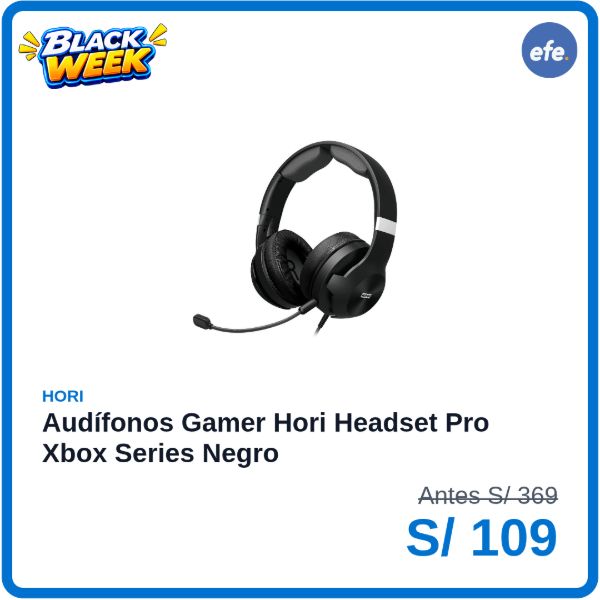 BLACK
WEEK
efe.
HORI
Audífonos Gamer Hori Headset Pro
Xbox Series Negro
Antes S/ 369
S/ 109